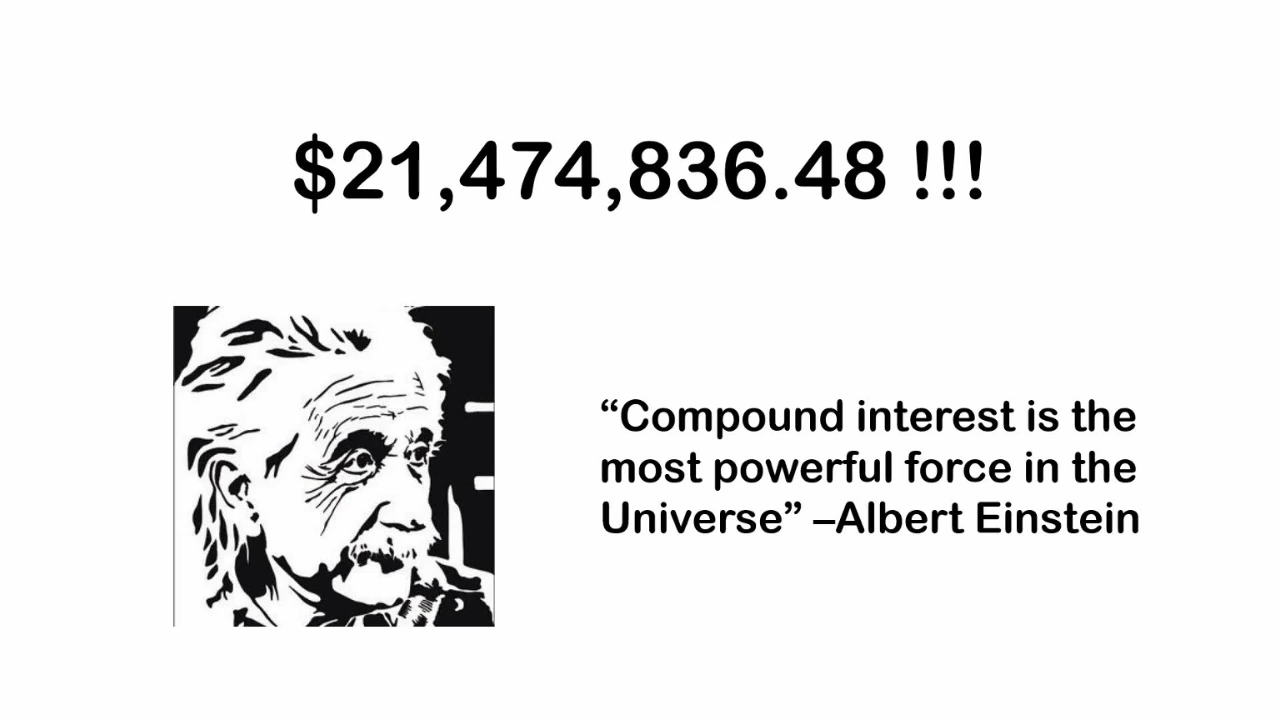 $21,474,836.48 !!!
“Compound interest is the
most powerful force in the
Universe” –Albert Einstein